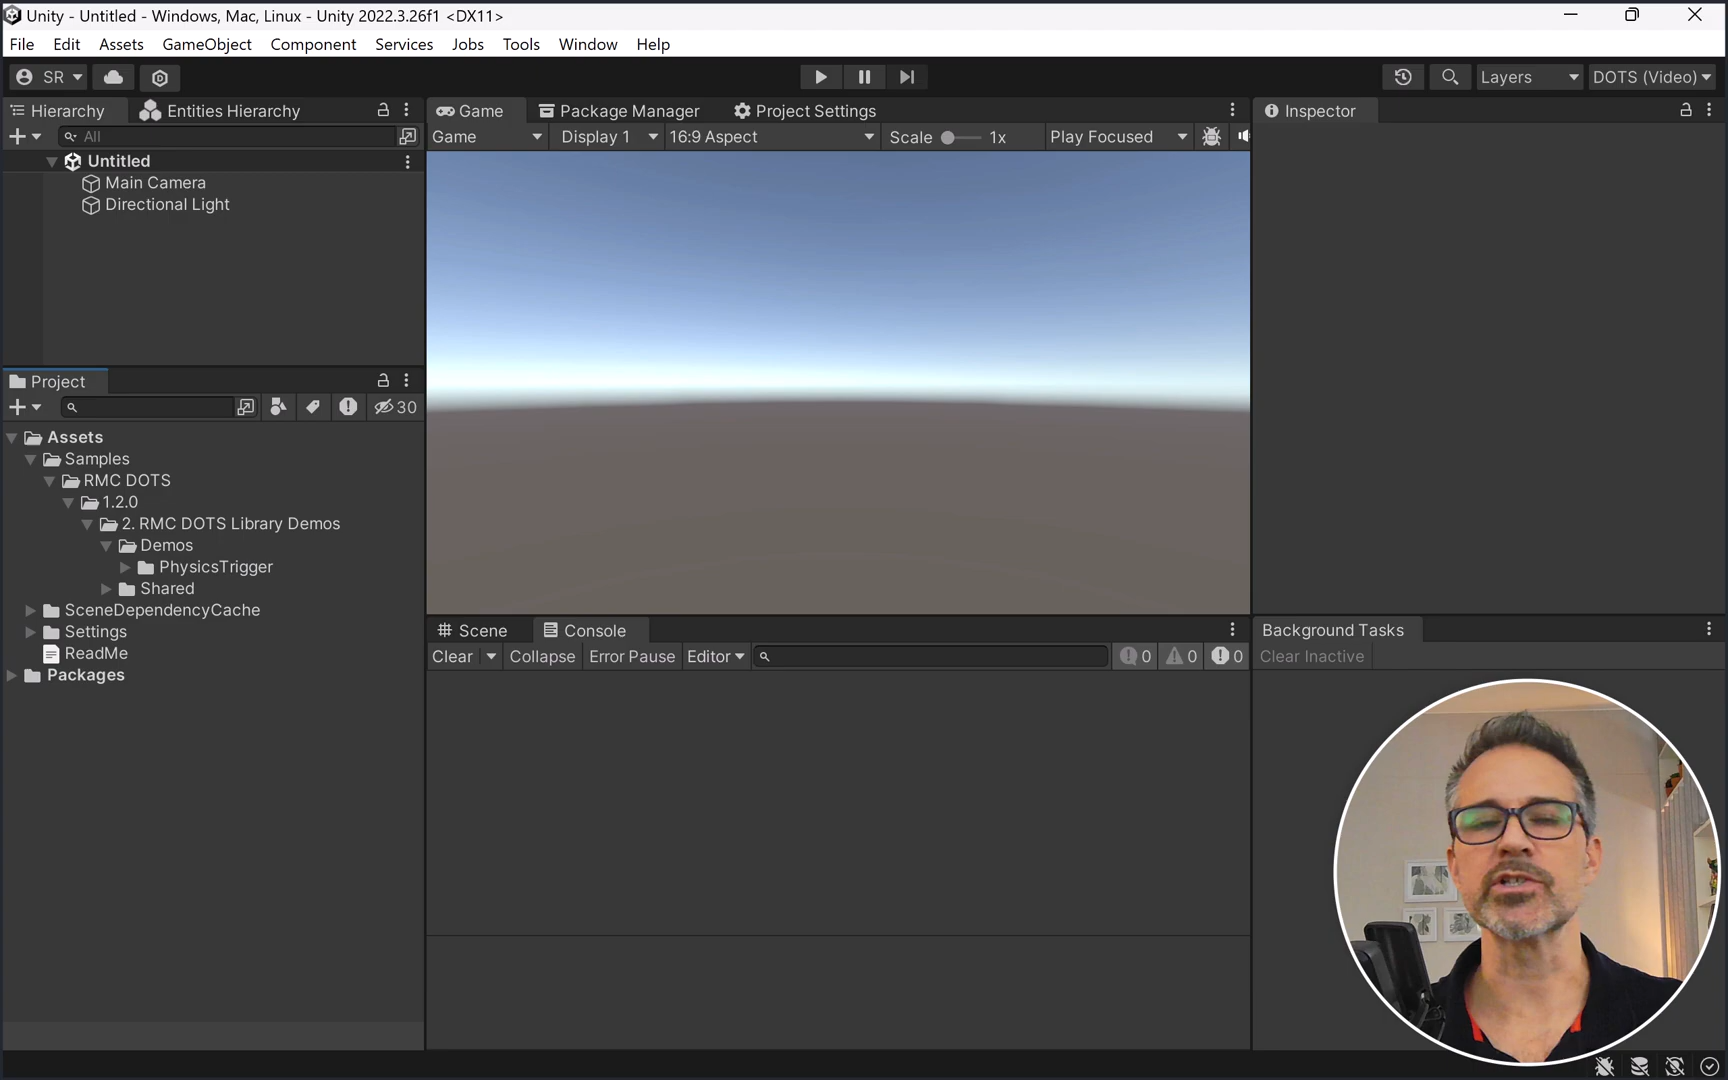 Unity - Untitled - Windows, Mac, Linux - Unity 2022.3.26f1 <DX11>
File Edit Assets GameObject Component Services Jobs Tools Window Help
SR Layers DOTS (Video)
Hierarchy Entities Hierarchy
All
Untitled
Main Camera
Directional Light
Game Package Manager Project Settings
Game Display 1 16:9 Aspect Scale 1x Play Focused
Inspector
Project
30
Assets
Samples
RMC DOTS
1.2.0
2. RMC DOTS Library Demos
Demos
PhysicsTrigger
Shared
SceneDependencyCache
Settings
ReadMe
Packages
Scene Console
Clear Collapse Error Pause Editor 0 0 0
Background Tasks
Clear Inactive